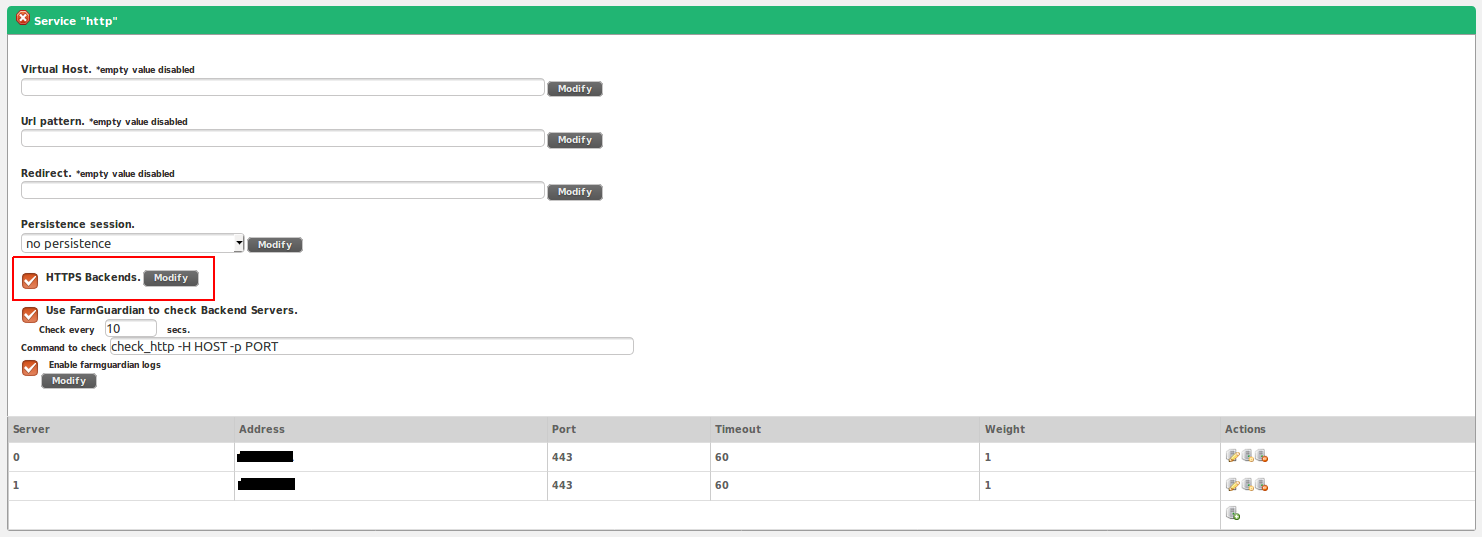 Service "http"
Virtual Host. *empty value disabled
Modify
Url pattern. *empty value disabled
Modify
Redirect. *empty value disabled
Modify
Persistence session.
no persistence Modify
HTTPS Backends. Modify
Use FarmGuardian to check Backend Servers.
Check every 10 secs.
Command to check check_http -H HOST -p PORT
Enable farmguardian logs
Modify
Server Address Port Timeout Weight Actions
0 443 60 1
1 443 60 1